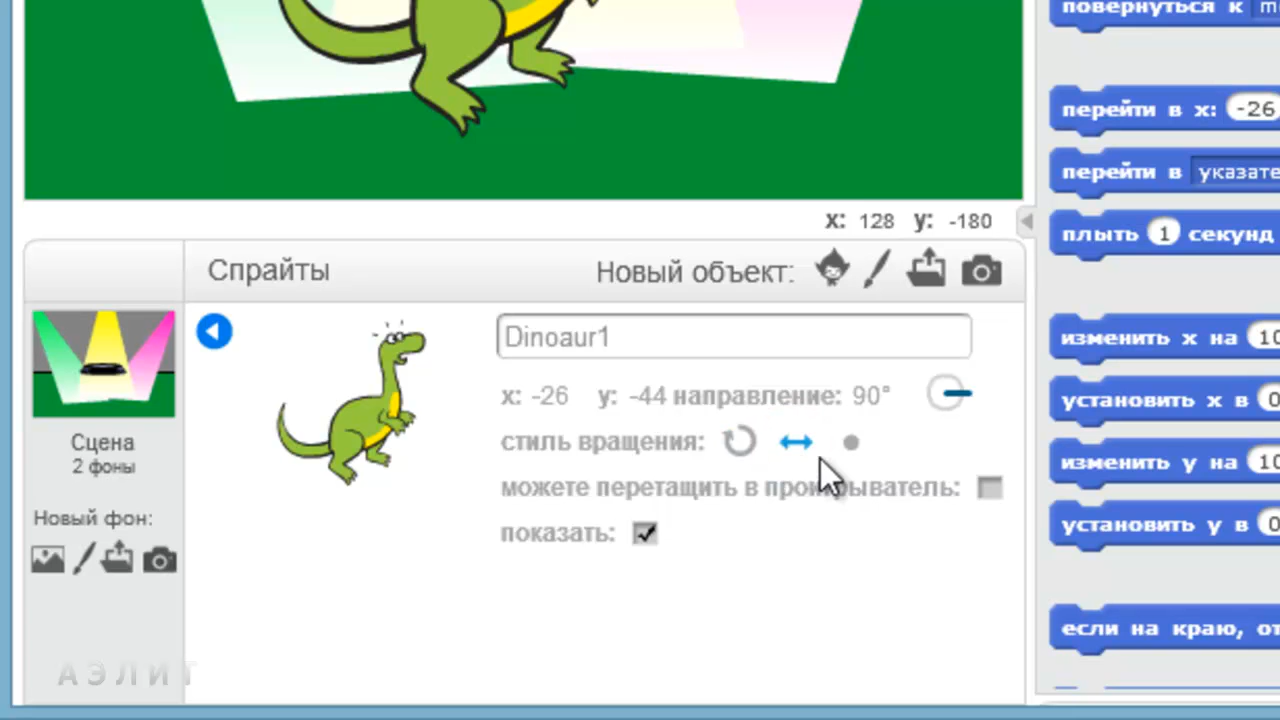 повернуться к
перейти в x: -26
перейти в указате
x: 128 y: -180
плыть 1 секунд
Спрайты
Новый объект:
Dinoaur1
изменить x на 10
x: -26 y: -44 направление: 90°
установить x в 0
Сцена
2 фоны
стиль вращения:
изменить y на 10
можете перетащить в проигрыватель:
Новый фон:
установить y в 0
показать:
если на краю, от
АЭЛИТ